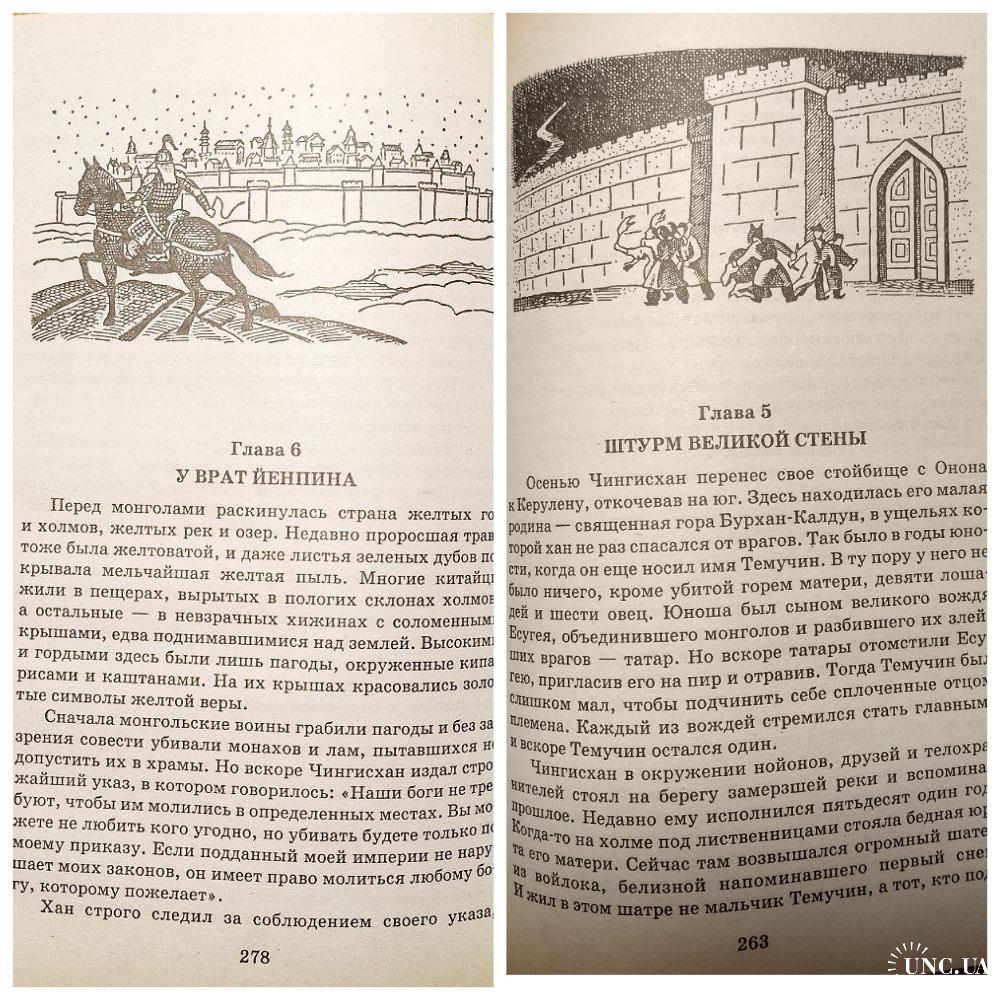 Глава 6
У ВРАТ ЙЕНПИНА
Перед монголами раскинулась страна желтых го
и холмов, желтых рек и озер. Недавно проросшая трав
тоже была желтоватой, и даже листья зеленых дубов по
крывала мельчайшая желтая пыль. Многие китайц
жили в пещерах, вырытых в пологих склонах холмов
а остальные — в невзрачных хижинах с соломенным
крышами, едва поднимавшимися над землей. Высоким
и гордыми здесь были лишь пагоды, окруженные кипа
рисами и каштанами. На их крышах красовались золо
тые символы желтой веры.
Сначала монгольские воины грабили пагоды и без за
зрения совести убивали монахов и лам, пытавшихся не
допустить их в храмы. Но вскоре Чингисхан издал стро
жайший указ, в котором говорилось: «Наши боги не тре
буют, чтобы им молились в определенных местах. Вы мо
жете не любить кого угодно, но убивать будете только по
моему приказу. Если подданный моей империи не нару
шает моих законов, он имеет право молиться любому бо
гу, которому пожелает».
Хан строго следил за соблюдением своего указа,
278
Глава 5
ШТУРМ ВЕЛИКОЙ СТЕНЫ
Осенью Чингисхан перенес свое стойбище с Онона
к Керулену, откочевав на юг. Здесь находилась его малая
родина — священная гора Бурхан-Калдун, в ущельях ко-
торой хан не раз спасался от врагов. Так было в годы юно-
сти, когда он еще носил имя Темучин. В ту пору у него не
было ничего, кроме убитой горем матери, девяти лоша-
дей и шести овец. Юноша был сыном великого вождя
Есугея, объединившего монголов и разбившего их злей
ших врагов — татар. Но вскоре татары отомстили Есу
гею, пригласив его на пир и отравив. Тогда Темучин был
слишком мал, чтобы подчинить себе сплоченные отцом
племена. Каждый из вождей стремился стать главным
и вскоре Темучин остался один.
Чингисхан в окружении нойонов, друзей и телохра
нителей стоял на берегу замерзшей реки и вспомина
прошлое. Недавно ему исполнился пятьдесят один год
Когда-то на холме под лиственницами стояла бедная юр
та его матери. Сейчас там возвышался огромный шате
из войлока, белизной напоминавшего первый сне
И жил в этом шатре не мальчик Темучин, а тот, кто под
263
UNC.UA